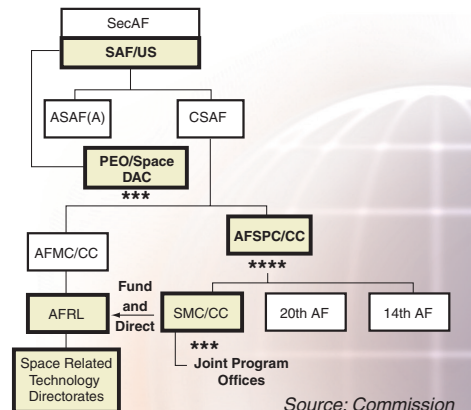 SecAF
SAF/US
ASAF(A)
CSAF
PEO/Space
DAC
***
AFMC/CC
AFSPC/CC
****
AFRL
Fund
and
Direct
SMC/CC
20th AF
14th AF
***
Joint Program
Offices
Space Related
Technology
Directorates
Source: Commission